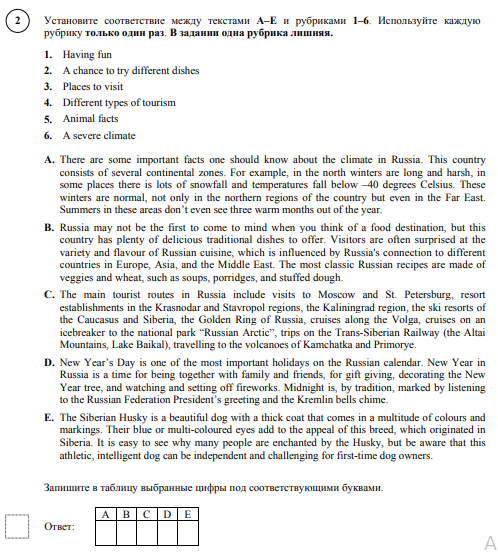 2
Установите соответствие между текстами A–E и рубриками 1–6. Используйте каждую
рубрику только один раз. В задании одна рубрика лишняя.
1. Having fun
2. A chance to try different dishes
3. Places to visit
4. Different types of tourism
5. Animal facts
6. A severe climate
A. There are some important facts one should know about the climate in Russia. This country
consists of several continental zones. For example, in the north winters are long and harsh, in
some places there is lots of snowfall and temperatures fall below –40 degrees Celsius. These
winters are normal, not only in the northern regions of the country but even in the Far East.
Summers in these areas don't even see three warm months out of the year.
B. Russia may not be the first to come to mind when you think of a food destination, but this
country has plenty of delicious traditional dishes to offer. Visitors are often surprised at the
variety and flavour of Russian cuisine, which is influenced by Russia's connection to different
countries in Europe, Asia, and the Middle East. The most classic Russian recipes are made of
veggies and wheat, such as soups, porridges, and stuffed dough.
C. The main tourist routes in Russia include visits to Moscow and St. Petersburg, resort
establishments in the Krasnodar and Stavropol regions, the Kaliningrad region, the ski resorts of
the Caucasus and Siberia, the Golden Ring of Russia, cruises along the Volga, cruises on an
icebreaker to the national park “Russian Arctic”, trips on the Trans-Siberian Railway (the Altai
Mountains, Lake Baikal), travelling to the volcanoes of Kamchatka and Primorye.
D. New Year's Day is one of the most important holidays on the Russian calendar. New Year in
Russia is a time for being together with family and friends, for gift giving, decorating the New
Year tree, and watching and setting off fireworks. Midnight is, by tradition, marked by listening
to the Russian Federation President's greeting and the Kremlin bells chime.
E. The Siberian Husky is a beautiful dog with a thick coat that comes in a multitude of colours and
markings. Their blue or multi-coloured eyes add to the appeal of this breed, which originated in
Siberia. It is easy to see why many people are enchanted by the Husky, but be aware that this
athletic, intelligent dog can be independent and challenging for first-time dog owners.
Запишите в таблицу выбранные цифры под соответствующими буквами.
A B C D E
Ответ:
A